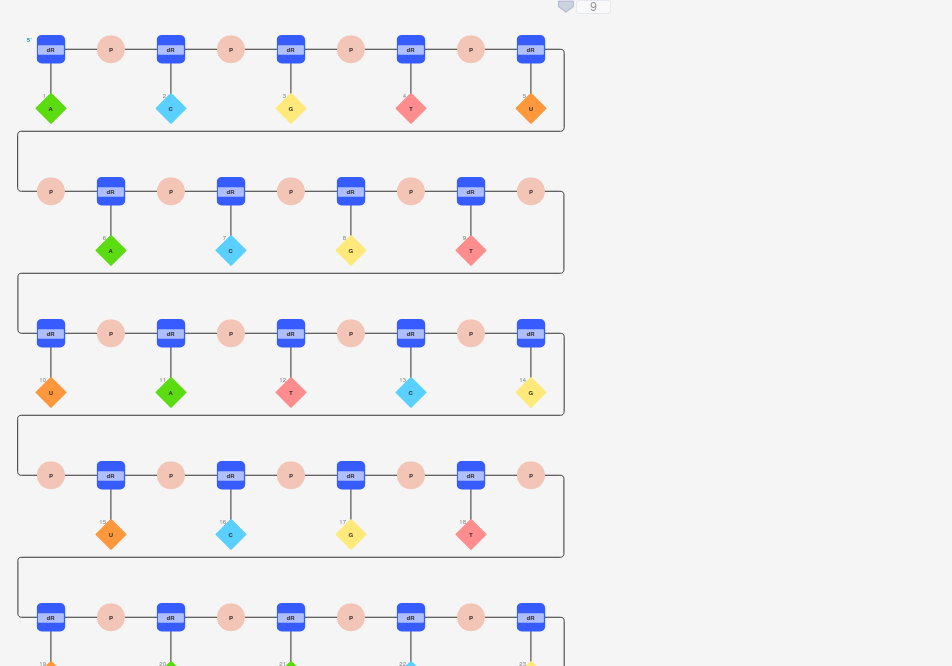 9
5' dR P dR P dR P dR P dR
1 2 3 4 5
A C G T U
P dR P dR P dR P dR P
6 7 8 9
A C G T
dR P dR P dR P dR P dR
10 11 12 13 14
U A T C G
P dR P dR P dR P dR P
15 16 17 18
U C G T
dR P dR P dR P dR P dR
19 20 21 22 23